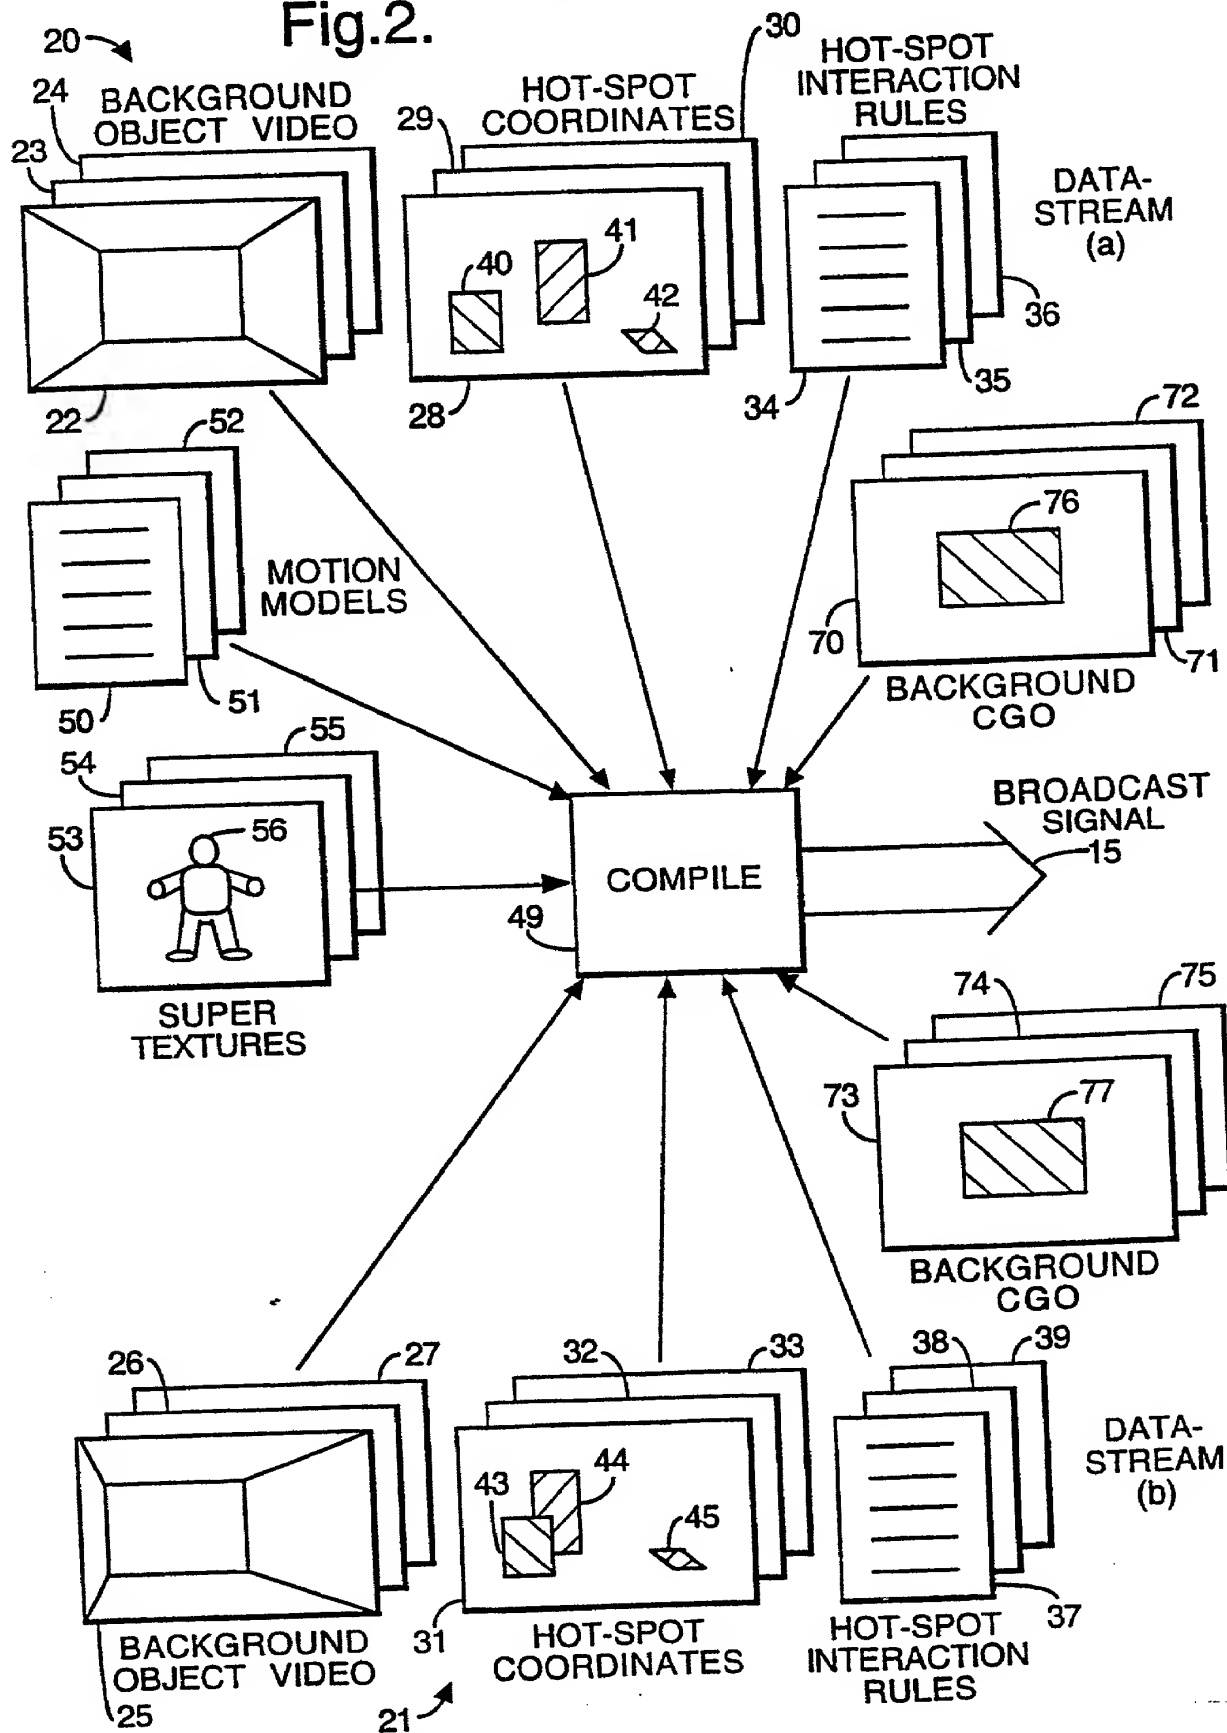 Fig.2.
20
BACKGROUND
OBJECT VIDEO
24
23
22
HOT-SPOT
COORDINATES
30
29
28
40
41
42
HOT-SPOT
INTERACTION
RULES
34
35
36
DATA-
STREAM
(a)
52
51
50
MOTION
MODELS
72
76
70
71
BACKGROUND
CGO
55
54
53
56
SUPER
TEXTURES
COMPILE
49
BROADCAST
SIGNAL
15
74
75
73
77
BACKGROUND
CGO
26
27
25
BACKGROUND
OBJECT VIDEO
32
33
43
44
45
31
HOT-SPOT
COORDINATES
21
38
39
37
HOT-SPOT
INTERACTION
RULES
DATA-
STREAM
(b)